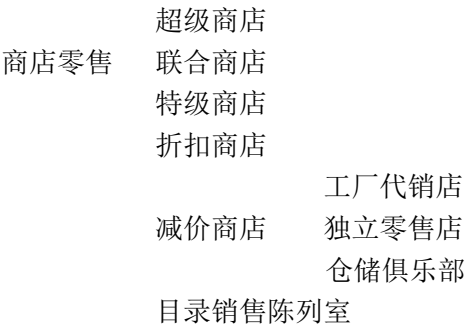 超级商店
商店零售 联合商店
特级商店
折扣商店
工厂代销店
减价商店 独立零售店
仓储俱乐部
目录销售陈列室